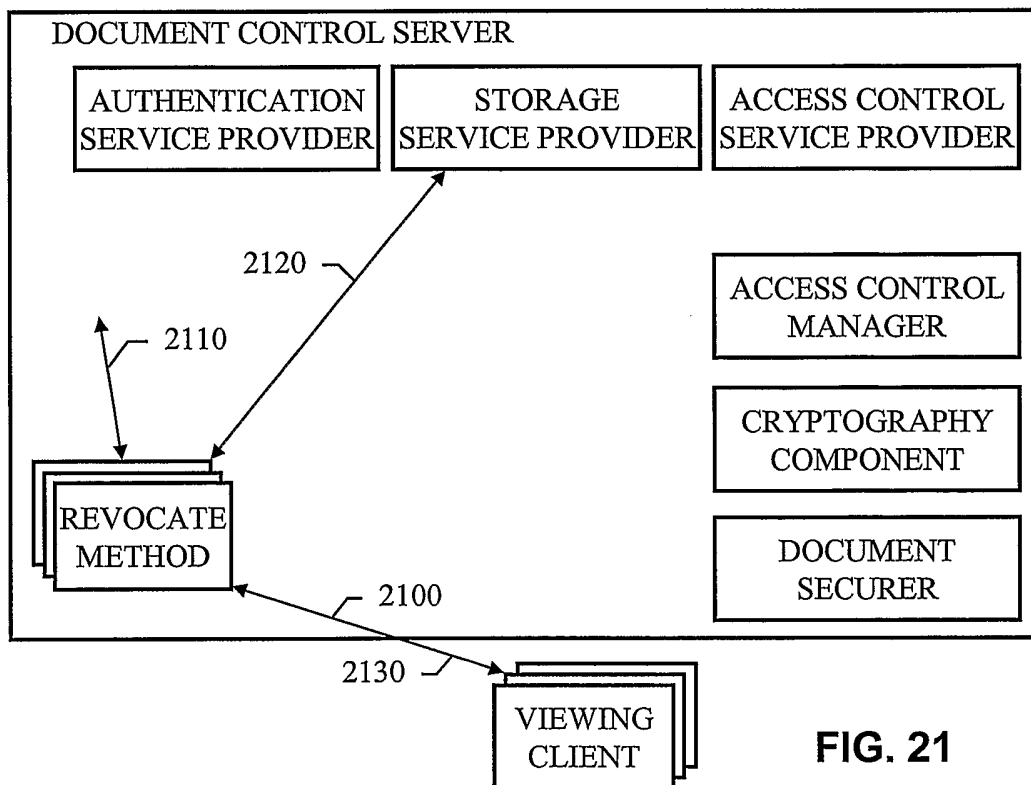 DOCUMENT CONTROL SERVER
AUTHENTICATION
SERVICE PROVIDER
STORAGE
SERVICE PROVIDER
ACCESS CONTROL
SERVICE PROVIDER
2120
ACCESS CONTROL
MANAGER
2110
CRYPTOGRAPHY
COMPONENT
REVOCATE
METHOD
DOCUMENT
SECURER
2100
2130
VIEWING
CLIENT
FIG. 21